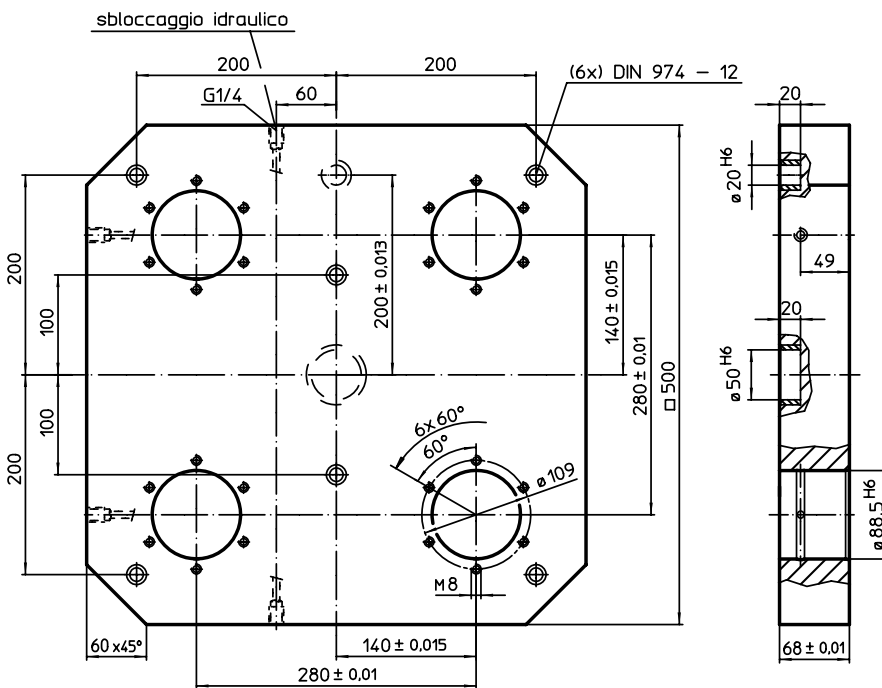 sbloccaggio idraulico
200
200
(6x) DIN 974 – 12
G1/4
60
20
ø20 H6
200
200 ± 0,013
49
100
140 ± 0,015
280 ± 0,01
□ 500
20
ø50 H6
100
6x60°
60°
ø109
200
ø88.5 H6
M8
60 x45°
140 ± 0,015
68 ± 0,01
280 ± 0,01